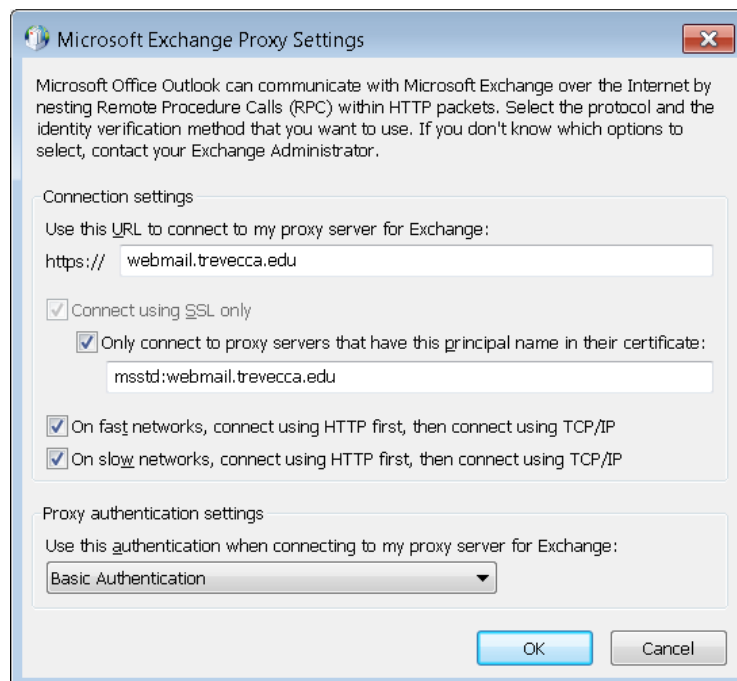 Microsoft Exchange Proxy Settings
Microsoft Office Outlook can communicate with Microsoft Exchange over the Internet by
nesting Remote Procedure Calls (RPC) within HTTP packets. Select the protocol and the
identity verification method that you want to use. If you don't know which options to
select, contact your Exchange Administrator.
Connection settings
Use this URL to connect to my proxy server for Exchange:
https:// webmail.trevecca.edu
Connect using SSL only
Only connect to proxy servers that have this principal name in their certificate:
msstd:webmail.trevecca.edu
On fast networks, connect using HTTP first, then connect using TCP/IP
On slow networks, connect using HTTP first, then connect using TCP/IP
Proxy authentication settings
Use this authentication when connecting to my proxy server for Exchange:
Basic Authentication
OK Cancel